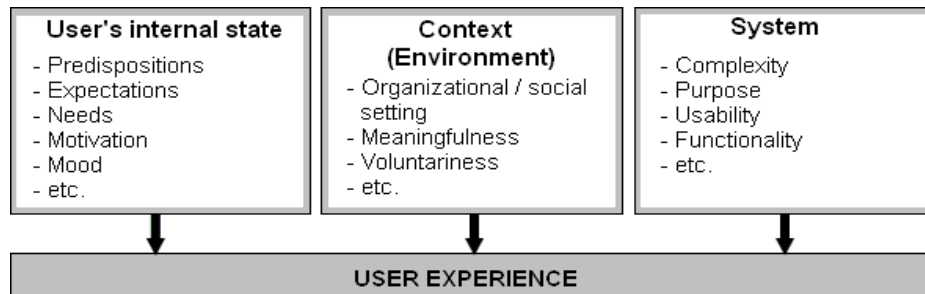 User's internal state
- Predispositions
- Expectations
- Needs
- Motivation
- Mood
- etc.
Context
(Environment)
- Organizational / social
setting
- Meaningfulness
- Voluntariness
- etc.
System
- Complexity
- Purpose
- Usability
- Functionality
- etc.
USER EXPERIENCE